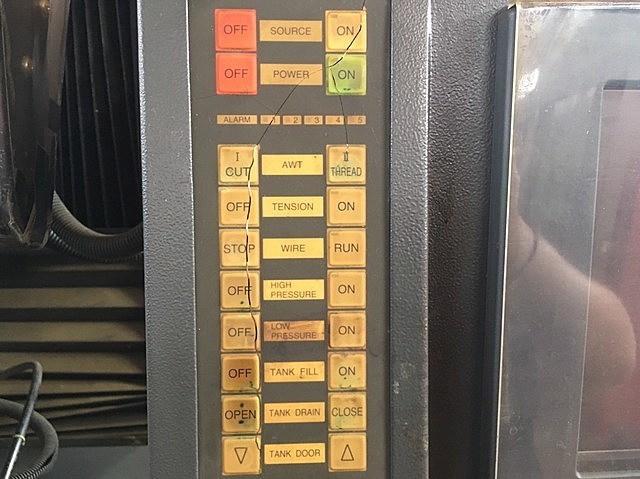 OFF SOURCE ON
OFF POWER ON
ALARM 1 2 3 4 5
I II
CUT AWT THREAD
OFF TENSION ON
STOP WIRE RUN
OFF HIGH PRESSURE ON
OFF LOW PRESSURE ON
OFF TANK FILL ON
OPEN TANK DRAIN CLOSE
▽ TANK DOOR △